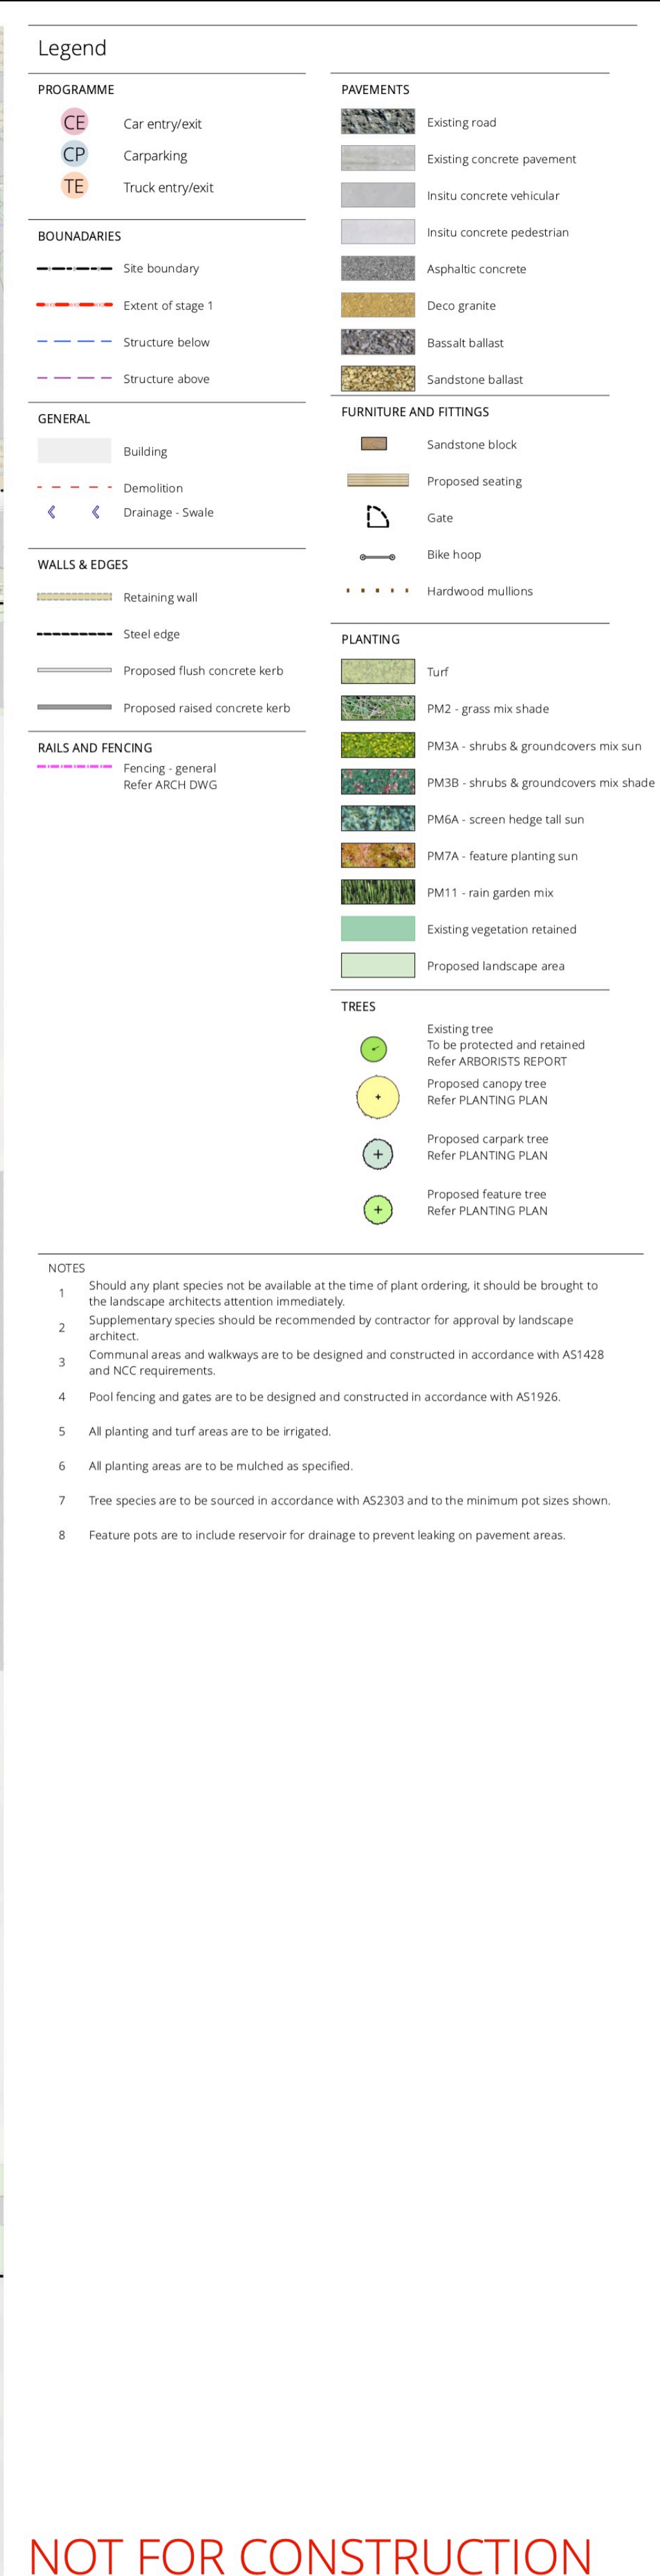 Legend
PROGRAMME
CE Car entry/exit
CP Carparking
TE Truck entry/exit
BOUNADARIES
Site boundary
Extent of stage 1
Structure below
Structure above
GENERAL
Building
Demolition
Drainage - Swale
WALLS & EDGES
Retaining wall
Steel edge
Proposed flush concrete kerb
Proposed raised concrete kerb
RAILS AND FENCING
Fencing - general
Refer ARCH DWG
PAVEMENTS
Existing road
Existing concrete pavement
Insitu concrete vehicular
Insitu concrete pedestrian
Asphaltic concrete
Deco granite
Bassalt ballast
Sandstone ballast
FURNITURE AND FITTINGS
Sandstone block
Proposed seating
Gate
Bike hoop
Hardwood mullions
PLANTING
Turf
PM2 - grass mix shade
PM3A - shrubs & groundcovers mix sun
PM3B - shrubs & groundcovers mix shade
PM6A - screen hedge tall sun
PM7A - feature planting sun
PM11 - rain garden mix
Existing vegetation retained
Proposed landscape area
TREES
Existing tree
To be protected and retained
Refer ARBORISTS REPORT
Proposed canopy tree
Refer PLANTING PLAN
Proposed carpark tree
Refer PLANTING PLAN
Proposed feature tree
Refer PLANTING PLAN
NOTES
1 Should any plant species not be available at the time of plant ordering, it should be brought to
the landscape architects attention immediately.
2 Supplementary species should be recommended by contractor for approval by landscape
architect.
3 Communal areas and walkways are to be designed and constructed in accordance with AS1428
and NCC requirements.
4 Pool fencing and gates are to be designed and constructed in accordance with AS1926.
5 All planting and turf areas are to be irrigated.
6 All planting areas are to be mulched as specified.
7 Tree species are to be sourced in accordance with AS2303 and to the minimum pot sizes shown.
8 Feature pots are to include reservoir for drainage to prevent leaking on pavement areas.
NOT FOR CONSTRUCTION